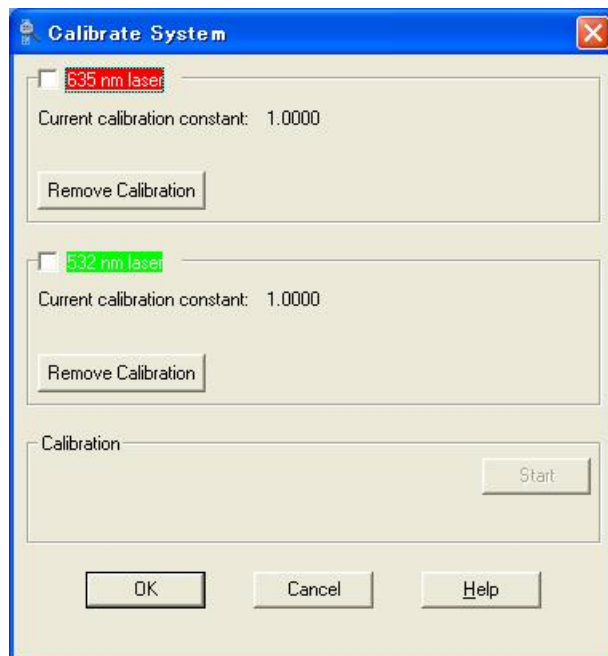 Calibrate System
635 nm laser
Current calibration constant: 1.0000
Remove Calibration
532 nm laser
Current calibration constant: 1.0000
Remove Calibration
Calibration
Start
OK Cancel Help